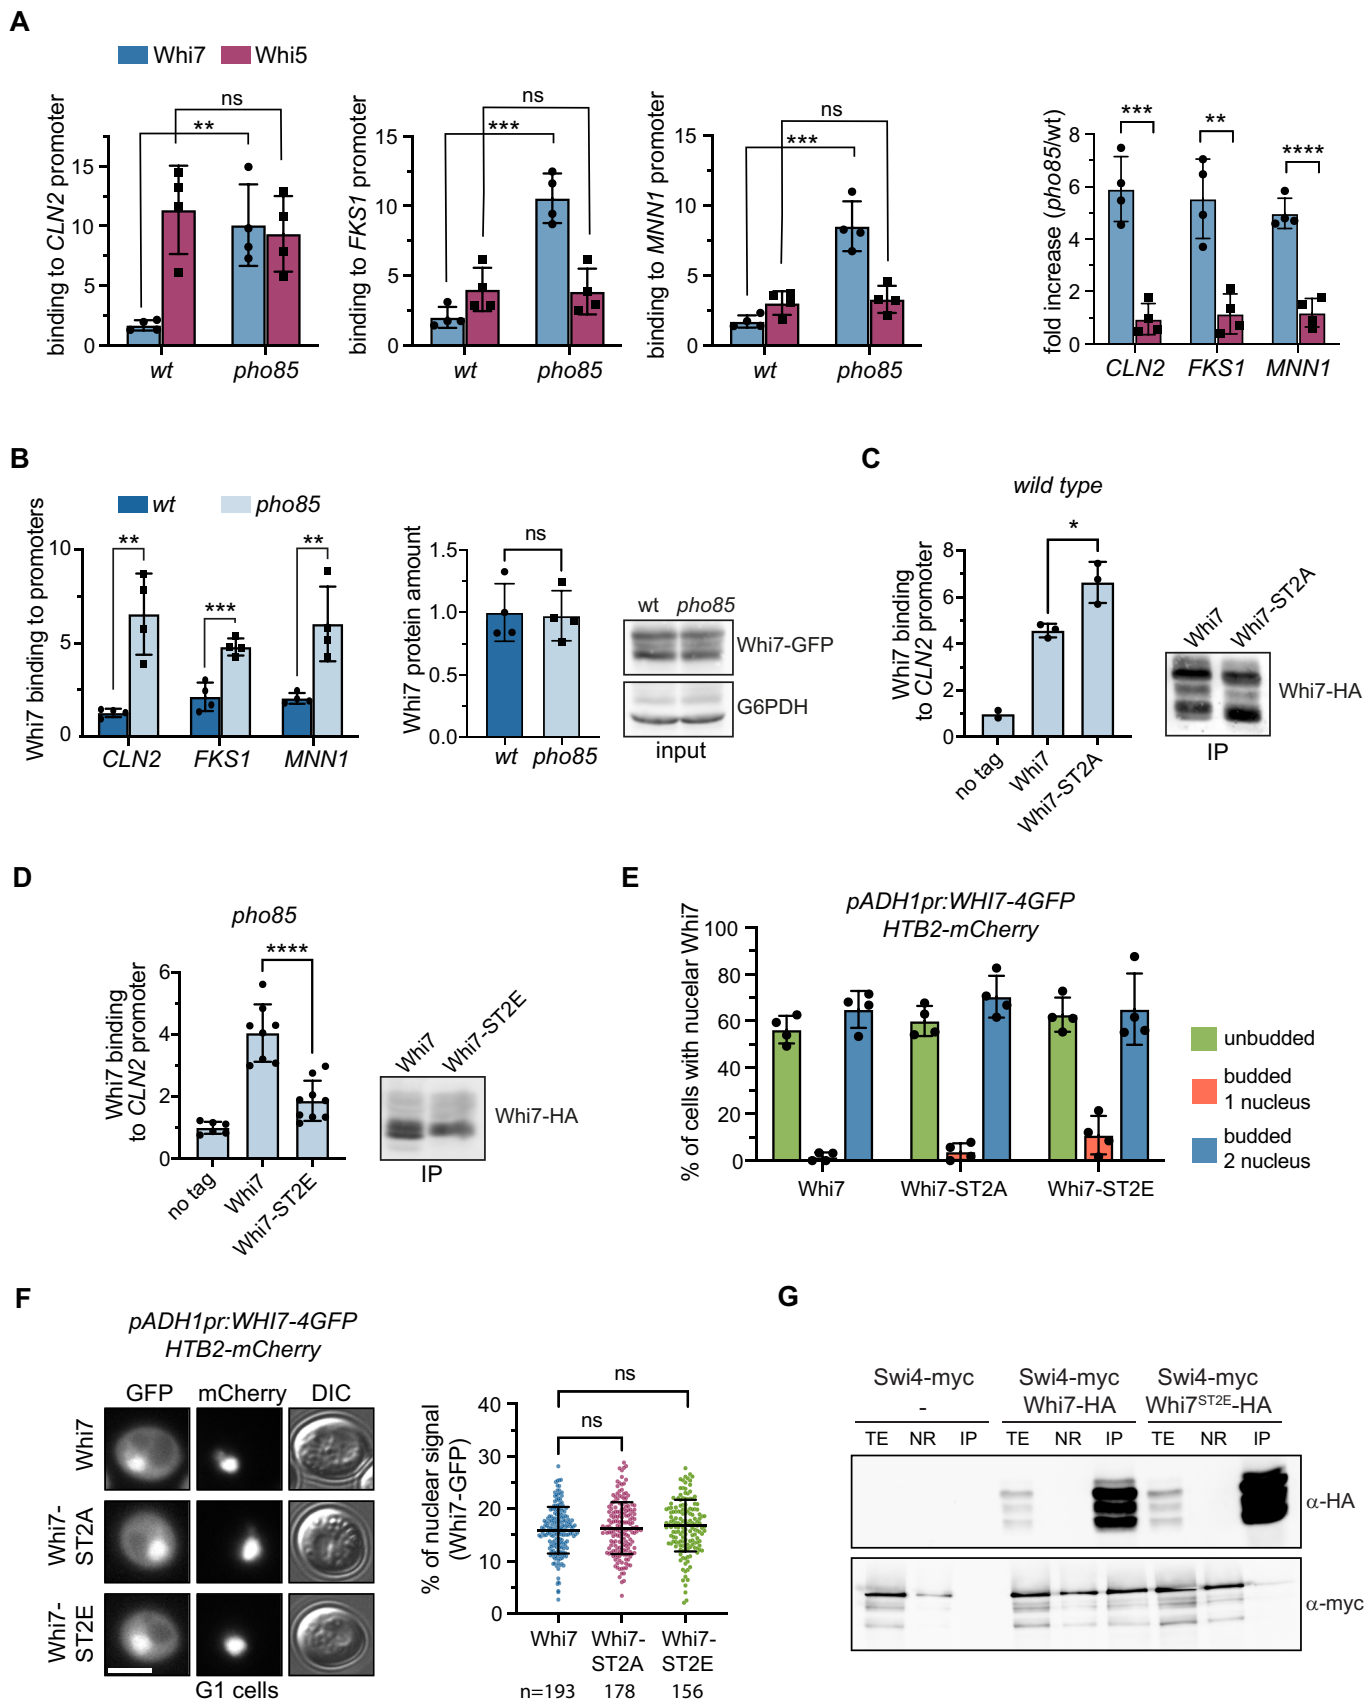 A
Whi7 Whi5
binding to CLN2 promoter
15
10
5
0
ns
**
wt pho85
binding to FKS1 promoter
15
10
5
0
ns
***
wt pho85
binding to MNN1 promoter
15
10
5
0
ns
***
wt pho85
fold increase (pho85/wt)
8
6
4
2
0
*** ** ****
CLN2 FKS1 MNN1
B
wt pho85
Whi7 binding to promoters
10
5
0
** *** **
CLN2 FKS1 MNN1
Whi7 protein amount
1.5
1.0
0.5
0.0
ns
wt pho85
wt pho85
Whi7-GFP
G6PDH
input
C
wild type
Whi7 binding
to CLN2 promoter
8
6
4
2
0
*
no tag
Whi7
Whi7-ST2A
Whi7 Whi7-ST2A
Whi7-HA
IP
D
pho85
Whi7 binding
to CLN2 promoter
6
4
2
0
****
no tag
Whi7
Whi7-ST2E
Whi7 Whi7-ST2E
Whi7-HA
IP
E
pADH1pr:WHI7-4GFP
HTB2-mCherry
% of cells with nucelar Whi7
100
80
60
40
20
0
Whi7 Whi7-ST2A Whi7-ST2E
unbudded
budded
1 nucleus
budded
2 nucleus
F
pADH1pr:WHI7-4GFP
HTB2-mCherry
GFP mCherry DIC
Whi7
Whi7-
ST2A
Whi7-
ST2E
G1 cells
% of nuclear signal
(Whi7-GFP)
40
30
20
10
0
ns
ns
Whi7 Whi7- Whi7-
ST2A ST2E
n=193 178 156
G
Swi4-myc Swi4-myc Swi4-myc
- Whi7-HA Whi7ST2E-HA
TE NR IP TE NR IP TE NR IP
α-HA
α-myc